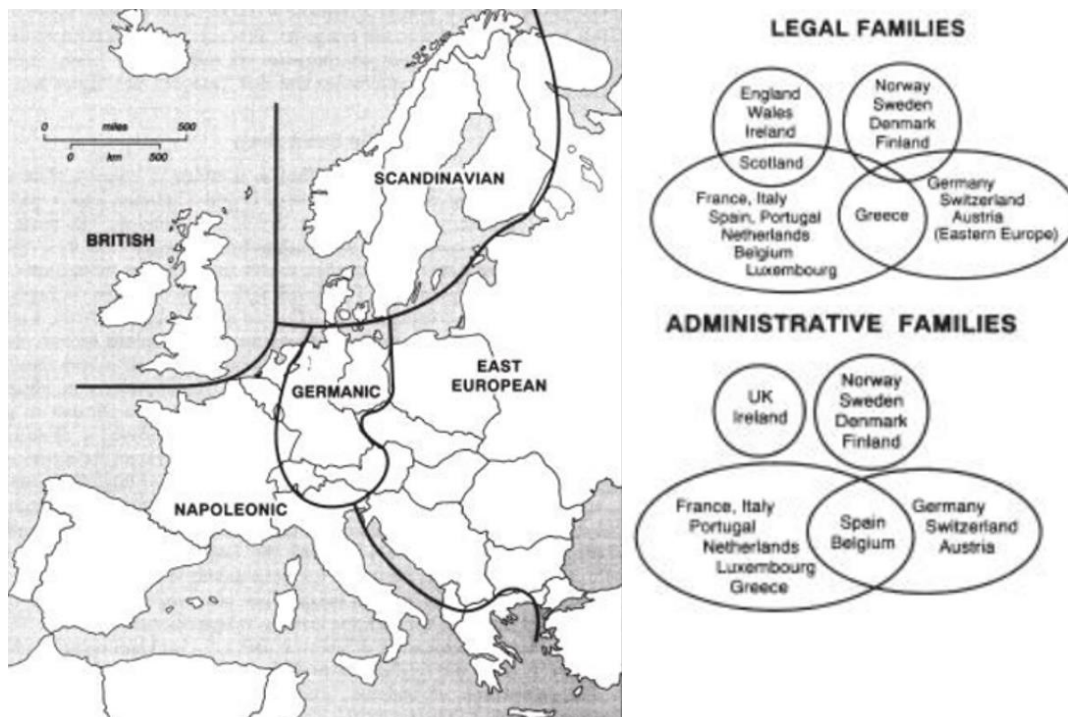 0 miles 500
0 km 500
SCANDINAVIAN
BRITISH
EAST
EUROPEAN
GERMANIC
NAPOLEONIC
LEGAL FAMILIES
England
Wales
Ireland
Scotland
Norway
Sweden
Denmark
Finland
France, Italy
Spain, Portugal
Netherlands
Belgium
Luxembourg
Greece
Germany
Switzerland
Austria
(Eastern Europe)
ADMINISTRATIVE FAMILIES
UK
Ireland
Norway
Sweden
Denmark
Finland
France, Italy
Portugal
Netherlands
Luxembourg
Greece
Spain
Belgium
Germany
Switzerland
Austria